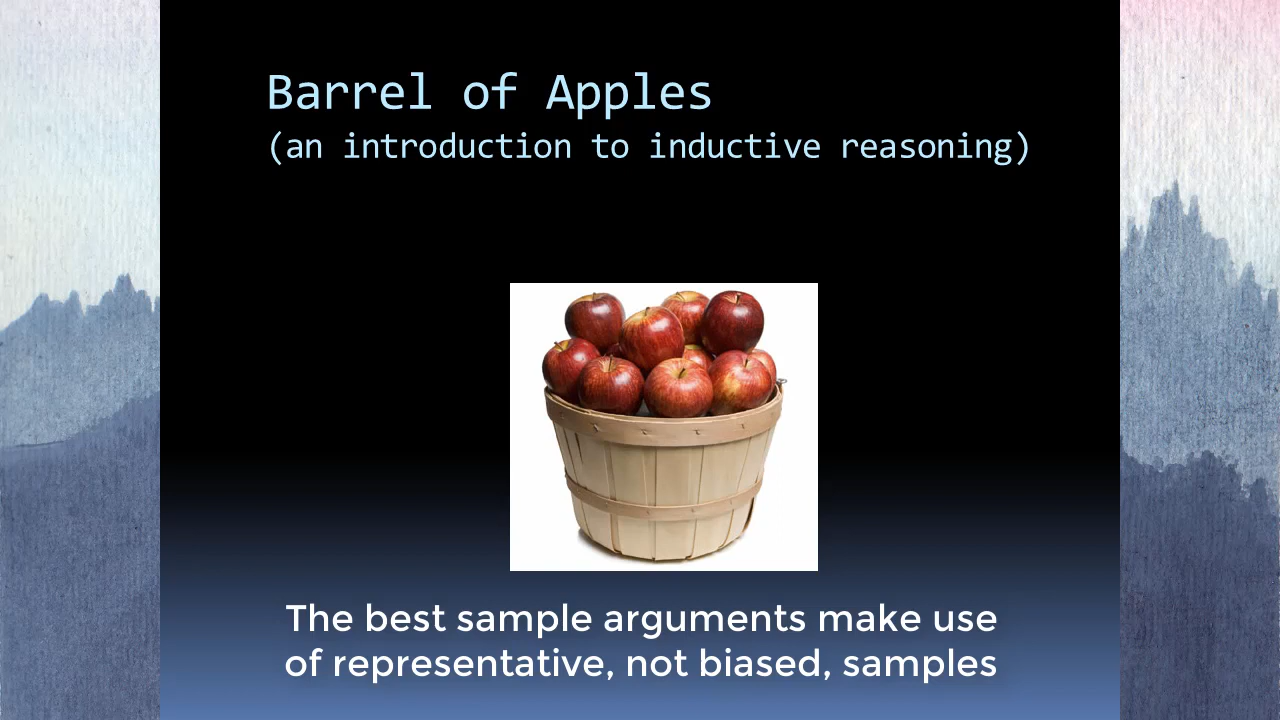 Barrel of Apples
(an introduction to inductive reasoning)
The best sample arguments make use
of representative, not biased, samples